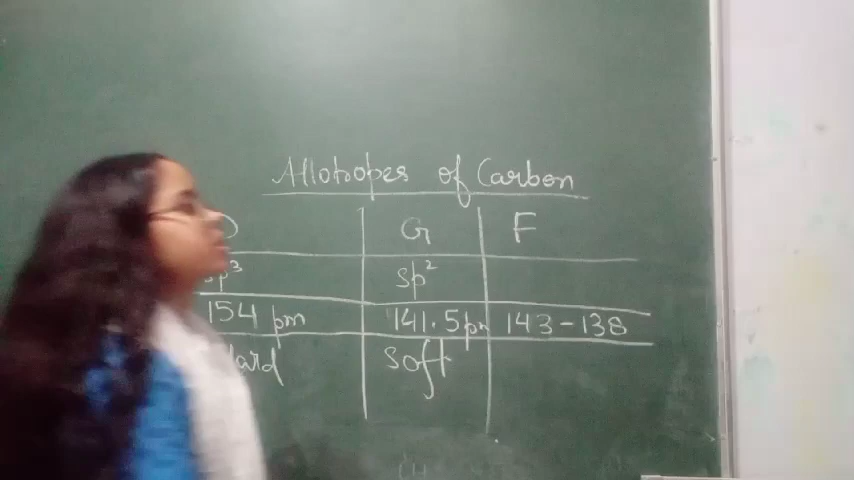 Allotropes of Carbon
D G F
sp³ sp²
154 pm 141.5pm 143-138
Hard Soft